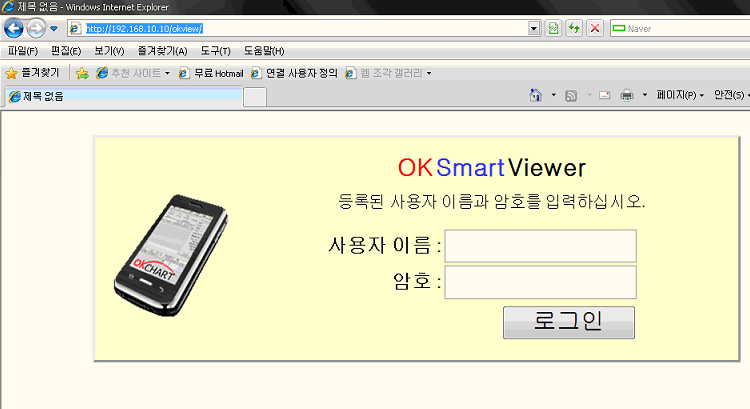 제목 없음 - Windows Internet Explorer
http://192.168.10.10/okview/
Naver
파일(F) 편집(E) 보기(V) 즐겨찾기(A) 도구(T) 도움말(H)
즐겨찾기 추천 사이트 무료 Hotmail 연결 사용자 정의 웹 조각 갤러리
제목 없음 페이지(P) 안전(S)
OK Smart Viewer
등록된 사용자 이름과 암호를 입력하십시오.
사용자 이름 :
암호 :
로그인
OKCHART